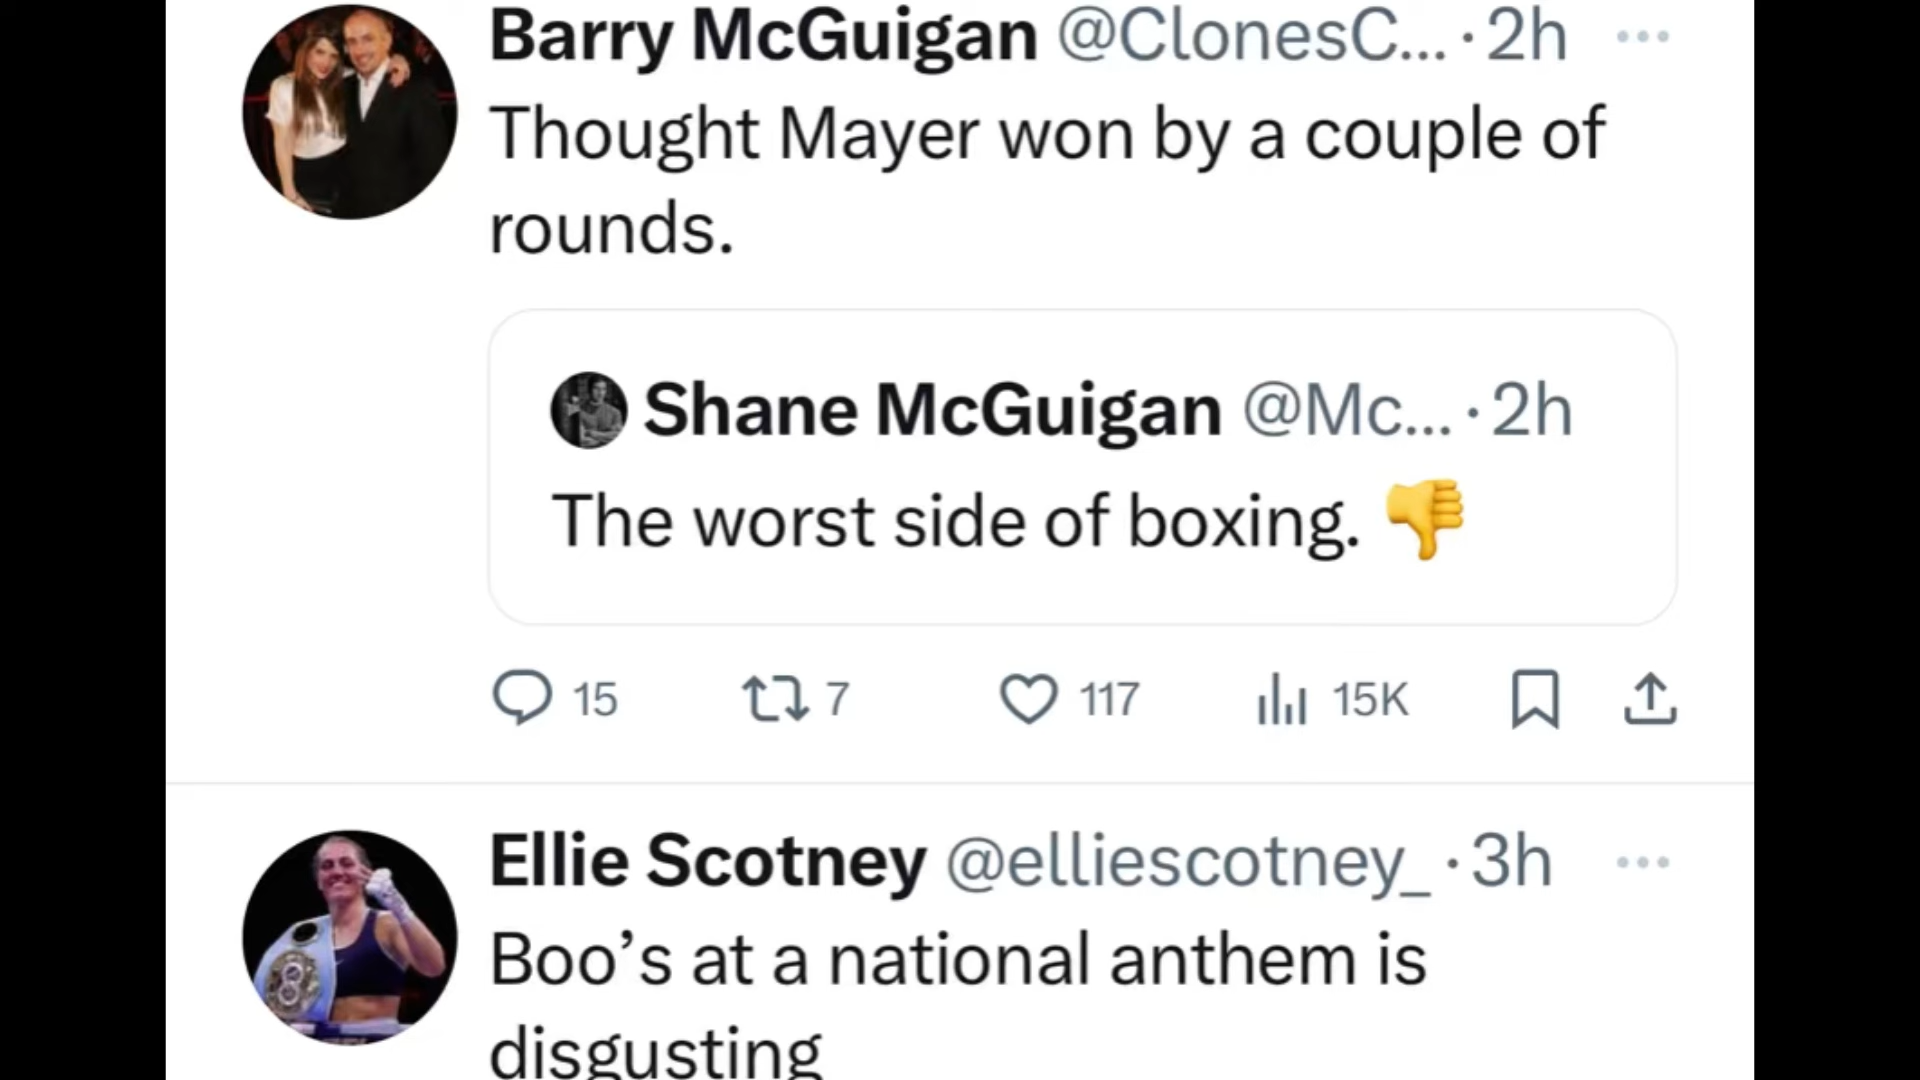 Barry McGuigan @ClonesC... · 2h
Thought Mayer won by a couple of
rounds.
Shane McGuigan @Mc... · 2h
The worst side of boxing. 👎
15 7 117 15K
Ellie Scotney @elliescotney_ · 3h
Boo’s at a national anthem is
disgusting